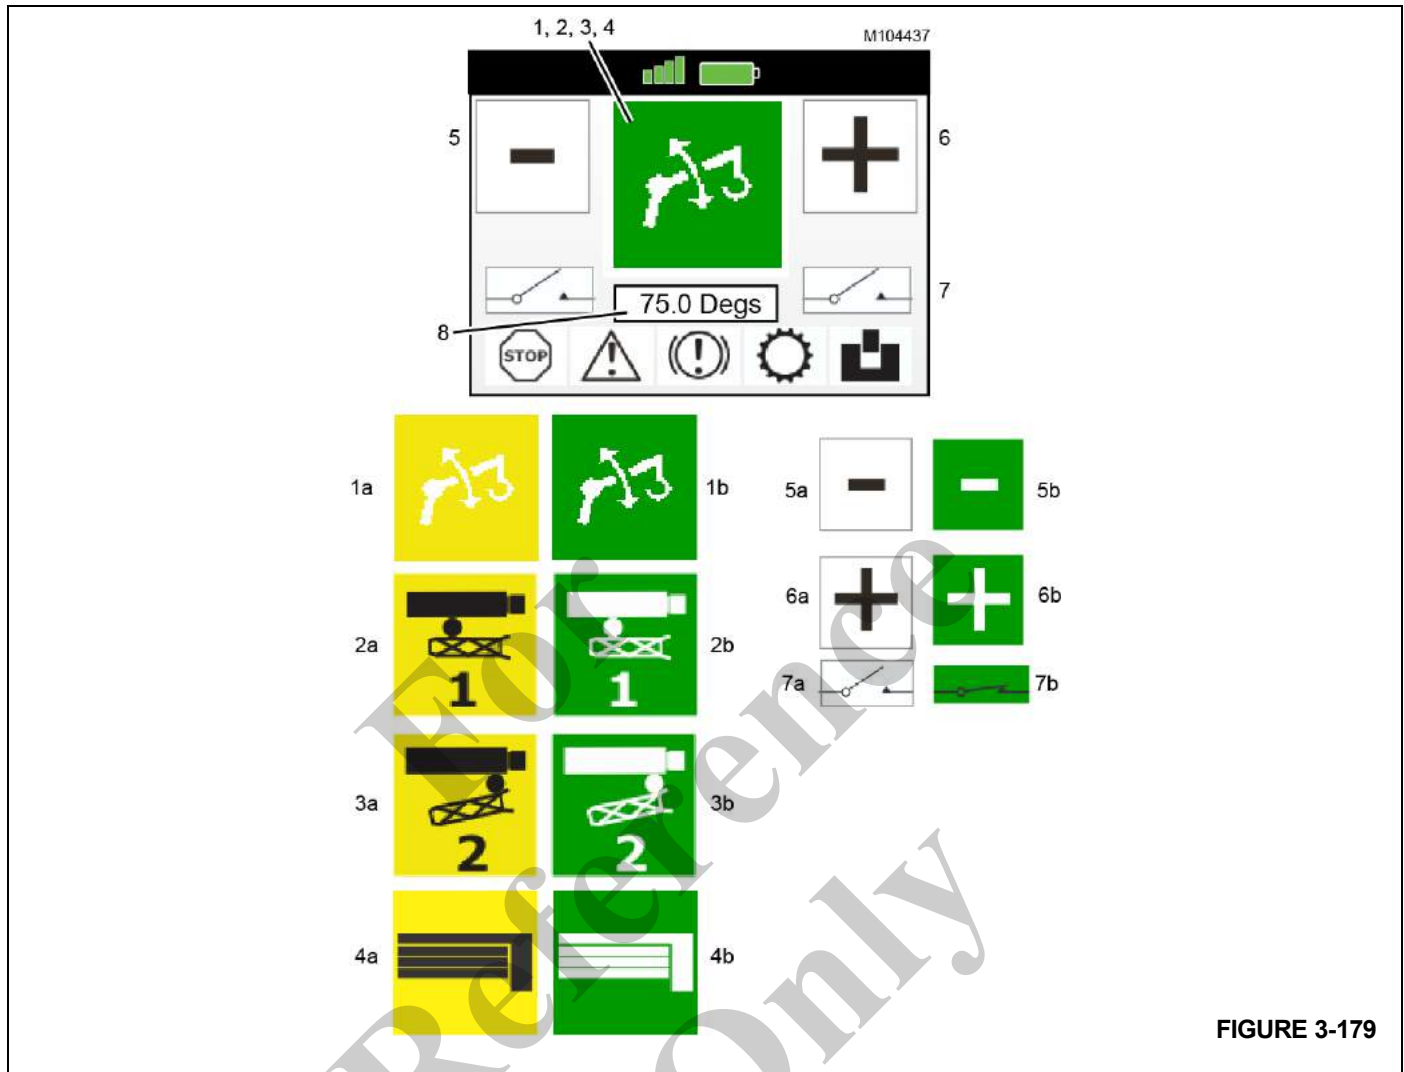 1, 2, 3, 4
M104437
5
6
75.0 Degs
7
8
STOP
1a
1b
5a
5b
2a
1
1
2b
6a
6b
7a
7b
3a
2
2
3b
4a
4b
For
Reference
Only
FIGURE 3-179